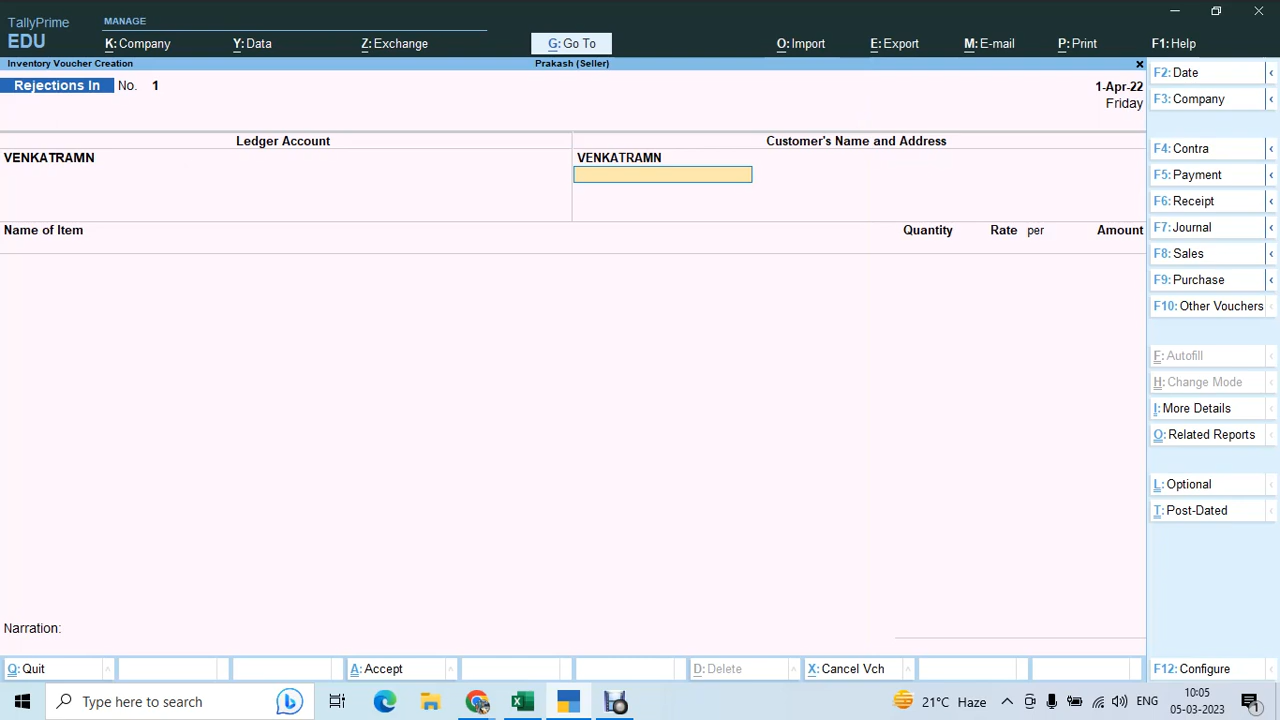 TallyPrime
EDU
MANAGE
K: Company
Y: Data
Z: Exchange
G: Go To
O: Import
E: Export
M: E-mail
P: Print
F1: Help
Inventory Voucher Creation
Prakash (Seller)
Rejections In No. 1
1-Apr-22
Friday
Ledger Account
Customer's Name and Address
VENKATRAMN
VENKATRAMN
Name of Item
Quantity
Rate per
Amount
Narration:
F2: Date
F3: Company
F4: Contra
F5: Payment
F6: Receipt
F7: Journal
F8: Sales
F9: Purchase
F10: Other Vouchers
F: Autofill
H: Change Mode
I: More Details
O: Related Reports
L: Optional
T: Post-Dated
Q: Quit
A: Accept
D: Delete
X: Cancel Vch
F12: Configure
Type here to search
21°C Haze
ENG
10:05
05-03-2023
1